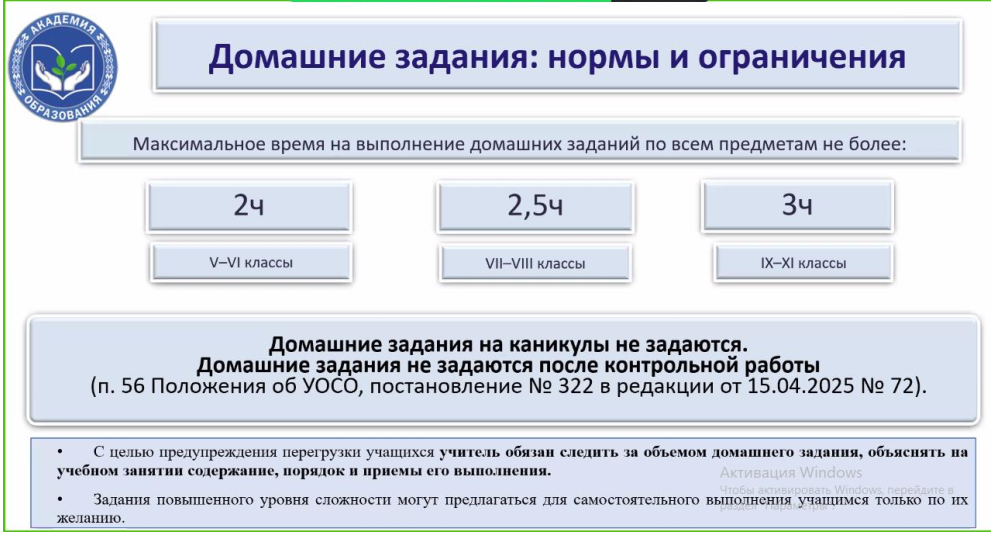 АКАДЕМИЯ
ОБРАЗОВАНИЯ
Домашние задания: нормы и ограничения
Максимальное время на выполнение домашних заданий по всем предметам не более:
2ч
2,5ч
3ч
V–VI классы
VII–VIII классы
IX–XI классы
Домашние задания на каникулы не задаются.
Домашние задания не задаются после контрольной работы
(п. 56 Положения об УОСО, постановление № 322 в редакции от 15.04.2025 № 72).
• С целью предупреждения перегрузки учащихся учитель обязан следить за объемом домашнего задания, объяснять на
учебном занятии содержание, порядок и приемы его выполнения.
• Задания повышенного уровня сложности могут предлагаться для самостоятельного выполнения учащимся только по их
желанию.
Активация Windows
Чтобы активировать Windows, перейдите в
раздел "Параметры".